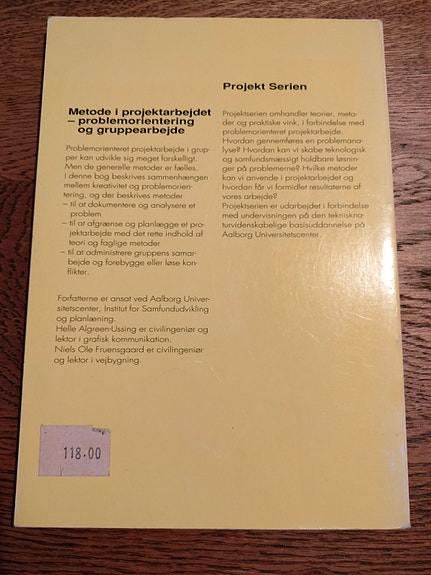 Metode i projektarbejdet
– problemorientering
og gruppearbejde
Problemorienteret projektarbejde i grup-
per kan udvikle sig meget forskelligt.
Men de generelle metoder er fælles.
I denne bog beskrives sammenhængen
mellem kreativitet og problemorien-
tering, og der beskrives metoder
– til at dokumentere og analysere et
problem
– til at afgrænse og planlægge et pro-
jektarbejde med det rette indhold af
teori og faglige metoder
– til at administrere gruppens samar-
bejde og forebygge eller løse kon-
flikter.
Forfatterne er ansat ved Aalborg Univer-
sitetscenter, Institut for Samfundudvikling
og planlæning.
Helle Algreen-Ussing er civilingeniør og
lektor i grafisk kommunikation.
Niels Ole Fruensgaard er civilingeniør
og lektor i vejbygning.
Projekt Serien
Projektserien omhandler teorier, meto-
der og praktiske vink, i forbindelse med
problemorienteret projektarbejde.
Hvordan gennemføres en problemana-
lyse? Hvordan kan vi skabe teknologisk
og samfundsmæssigt holdbare løsnin-
ger på problemerne? Hvilke metoder
kan vi anvende i projektarbejdet og
hvordan får vi formidlet resultaterne af
vores arbejde?
Projektserien er udarbejdet i forbindelse
med undervisningen på den tekniskna-
turvidenskabelige basisuddannelse på
Aalborg Universitetscenter.
118.00